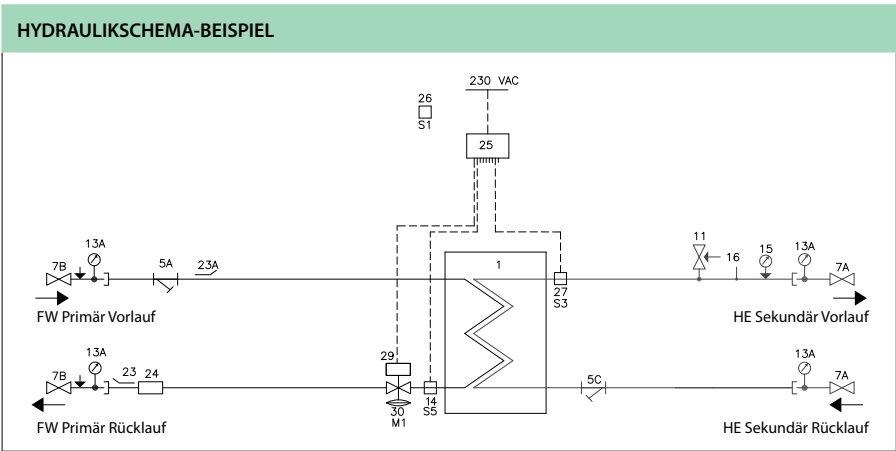 HYDRAULIKSCHEMA-BEISPIEL
230 VAC
26
S1
25
13A
7B
5A
23A
1
27
S3
11
16
15
13A
7A
FW Primär Vorlauf
HE Sekundär Vorlauf
13A
7B
23
24
29
30
M1
14
S5
5C
13A
7A
FW Primär Rücklauf
HE Sekundär Rücklauf